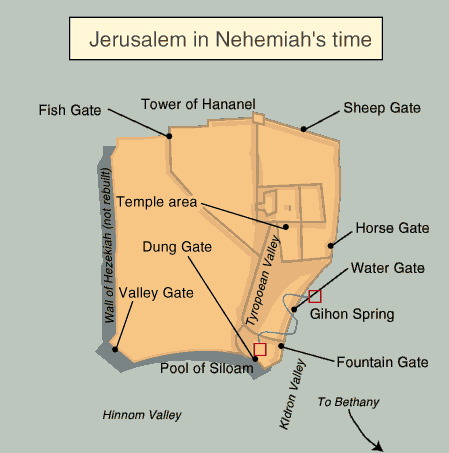 Jerusalem in Nehemiah's time
Fish Gate
Tower of Hananel
Sheep Gate
Wall of Hezekiah (not rebuilt)
Temple area
Dung Gate
Tyropoean Valley
Horse Gate
Water Gate
Valley Gate
Gihon Spring
Pool of Siloam
Fountain Gate
KIdron Valley
Hinnom Valley
To Bethany